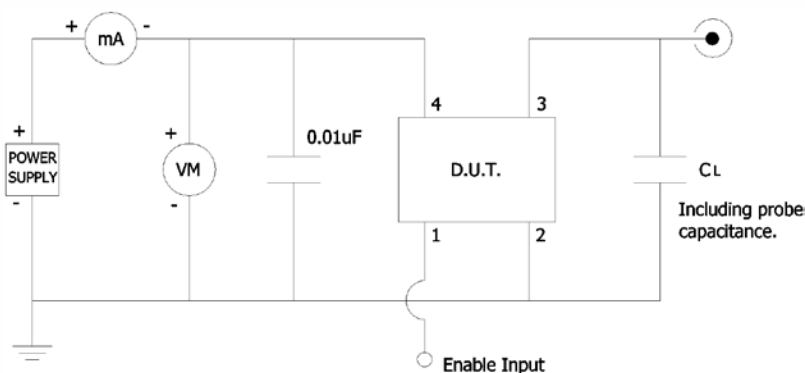 + mA -
4
3
0.01uF
+
POWER
SUPPLY
-
+
VM
-
D.U.T.
CL
Including probe
capacitance.
1
2
Enable Input